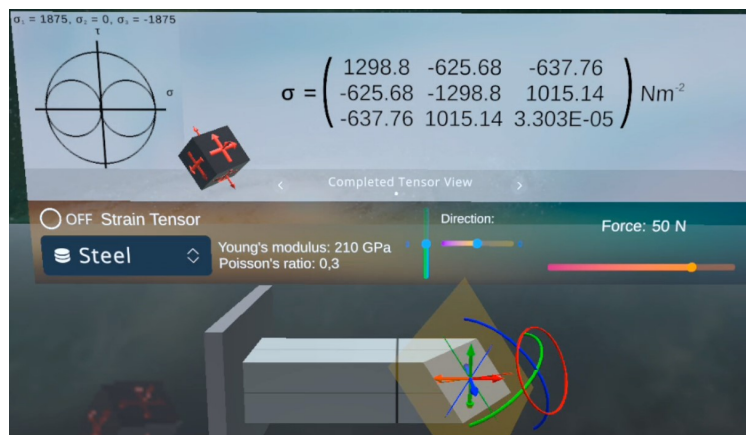 σ₁ = 1875, σ₂ = 0, σ₃ = -1875
τ
σ
1298.8 -625.68 -637.76
σ = -625.68 -1298.8 1015.14 Nm⁻²
-637.76 1015.14 3.303E-05
‹ Completed Tensor View ›
OFF Strain Tensor
Direction:
Force: 50 N
Steel
Young's modulus: 210 GPa
Poisson's ratio: 0,3